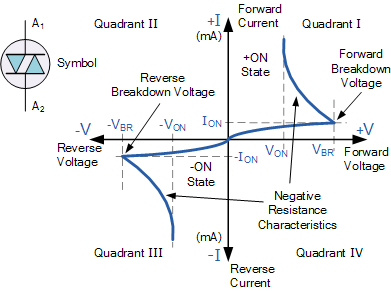 A1
Symbol
A2
Quadrant II
+I
(mA)
Forward
Current
Quadrant I
+ON
State
Forward
Breakdown
Voltage
Reverse
Breakdown Voltage
-VBR
-VON
ION
-V
Reverse
Voltage
-ION
VON
VBR
+V
Forward
Voltage
-ON
State
Negative
Resistance
Characteristics
Quadrant III
(mA)
-I
Reverse
Current
Quadrant IV